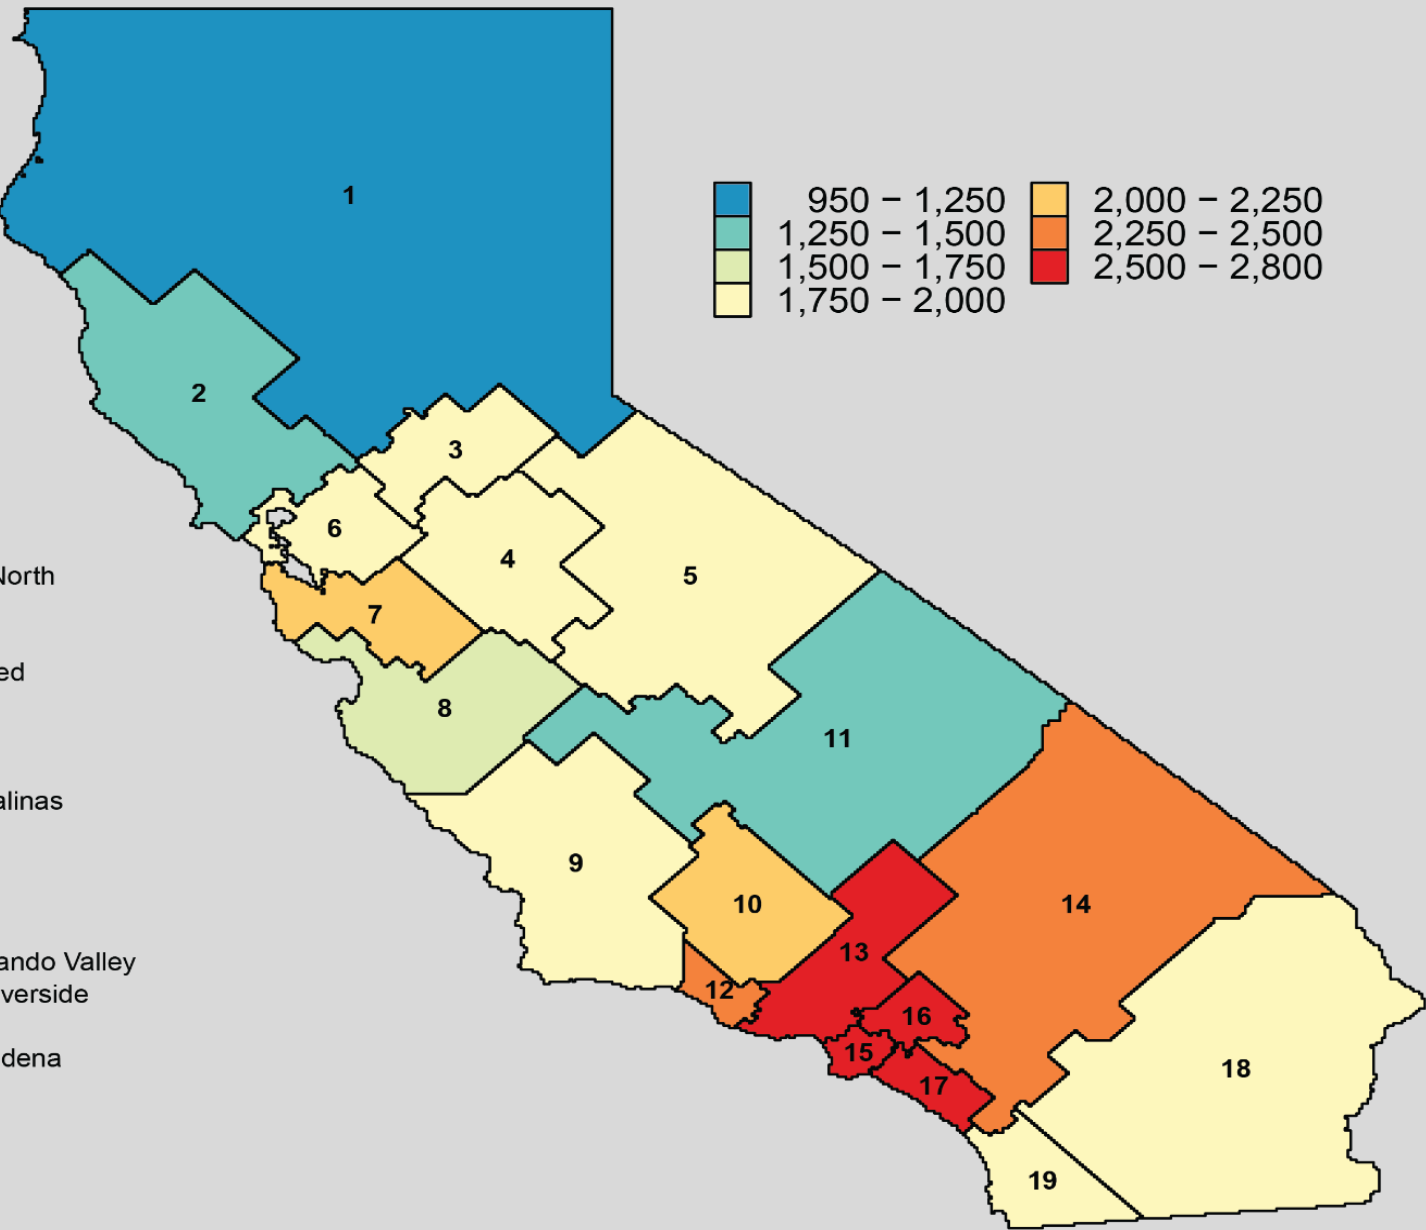 1
950 − 1,250
2,000 − 2,250
1,250 − 1,500
2,250 − 2,500
1,500 − 1,750
2,500 − 2,800
1,750 − 2,000
2
3
6
4
5
North
7
ed
8
11
alinas
9
10
14
13
ando Valley
12
verside
16
15
dena
18
17
19